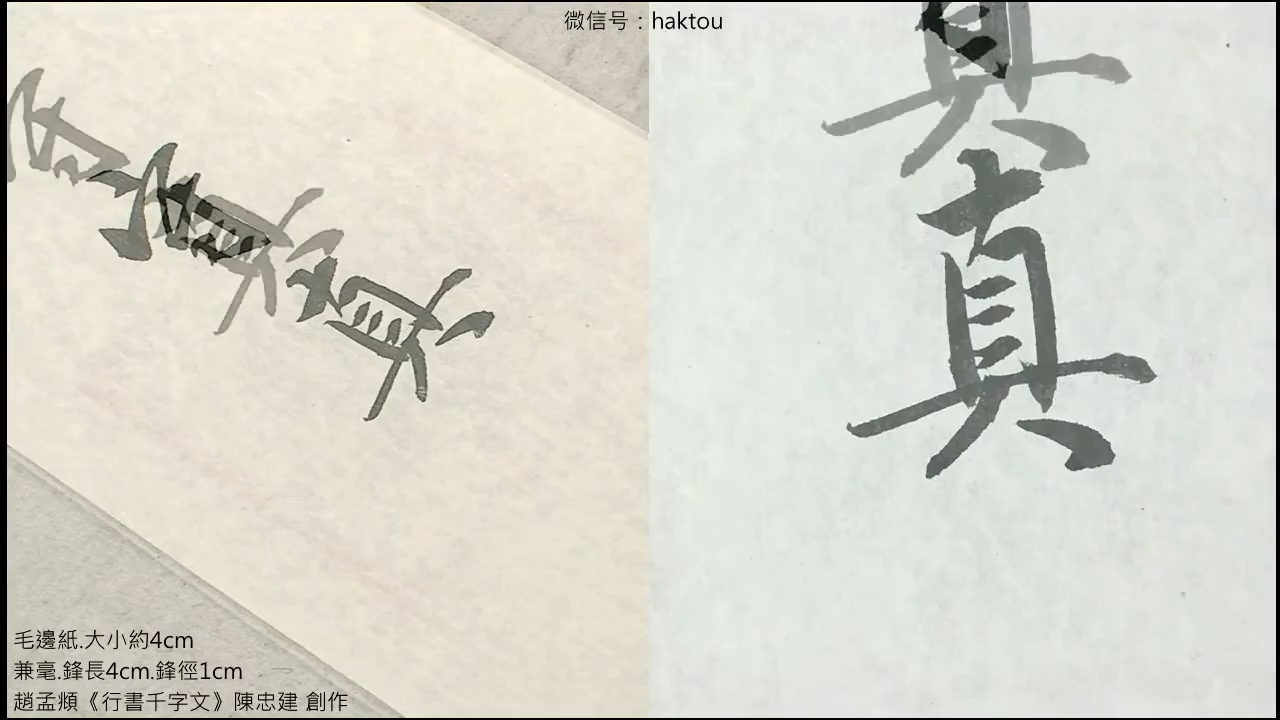 微信号：haktou
真
真
毛邊紙.大小約4cm
兼毫.鋒長4cm.鋒徑1cm
趙孟頫《行書千字文》陳忠建 創作